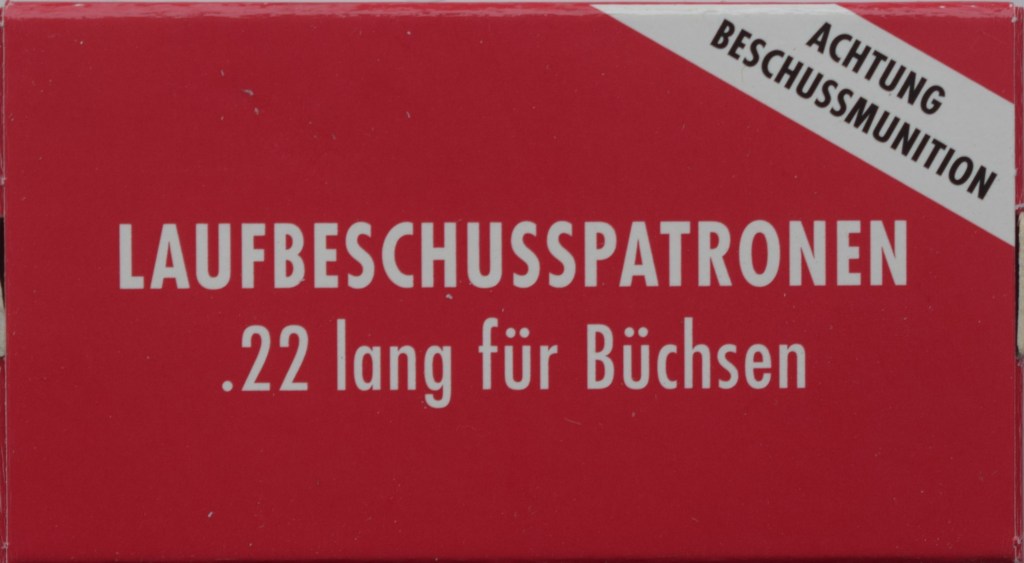 ACHTUNG
BESCHUSSMUNITION
LAUFBESCHUSSPATRONEN
.22 lang für Büchsen